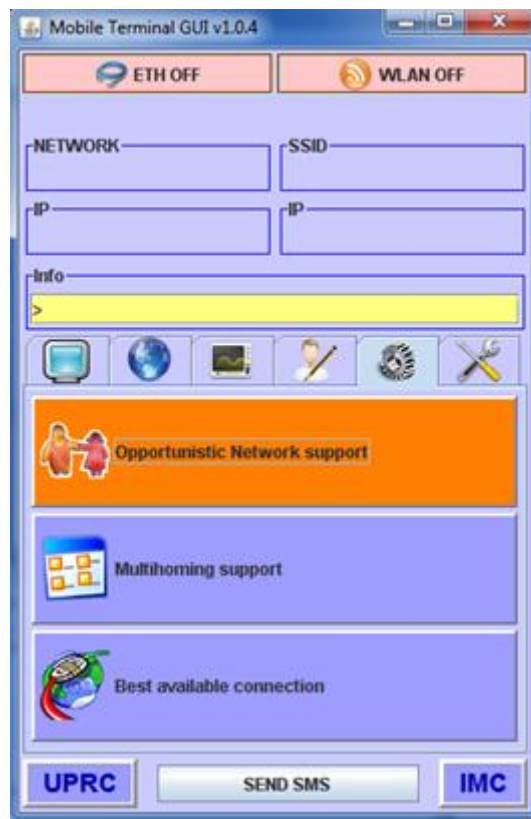 Mobile Terminal GUI v1.0.4
ETH OFF
WLAN OFF
NETWORK
SSID
IP
IP
Info
>
Opportunistic Network support
Multihoming support
Best available connection
UPRC
SEND SMS
IMC